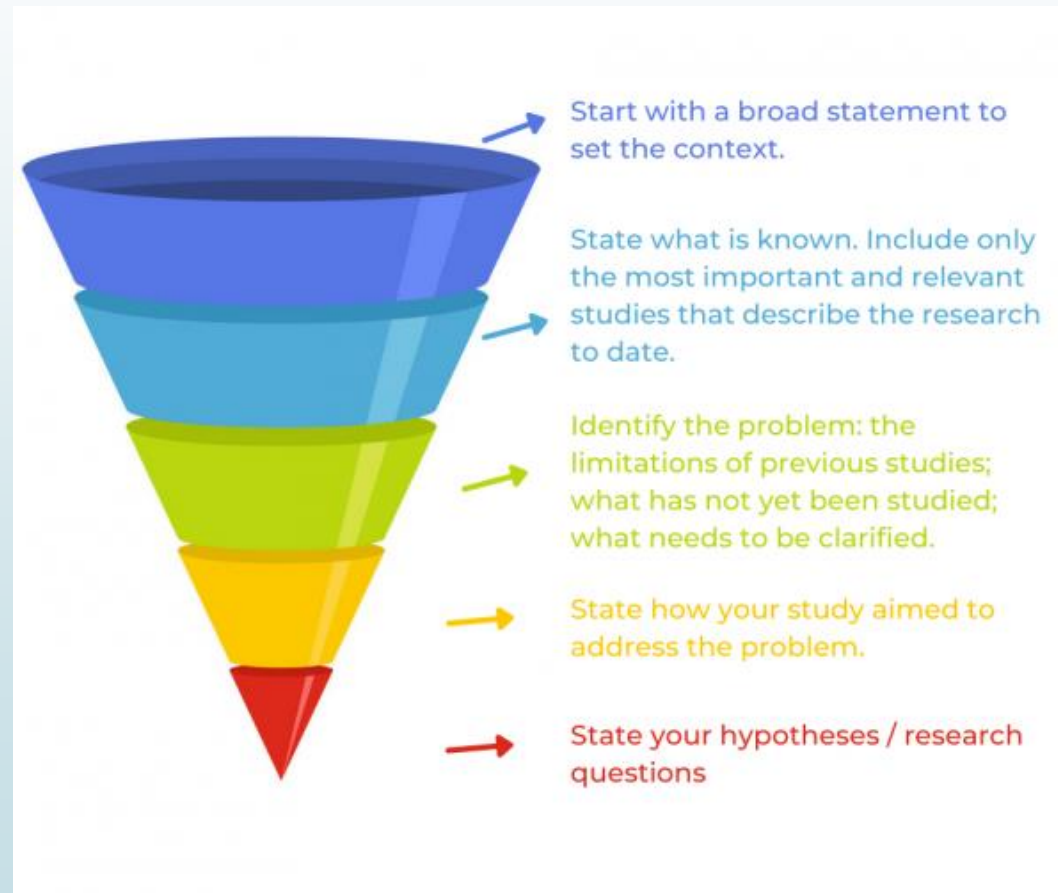 Start with a broad statement to
set the context.
State what is known. Include only
the most important and relevant
studies that describe the research
to date.
Identify the problem: the
limitations of previous studies;
what has not yet been studied;
what needs to be clarified.
State how your study aimed to
address the problem.
State your hypotheses / research
questions